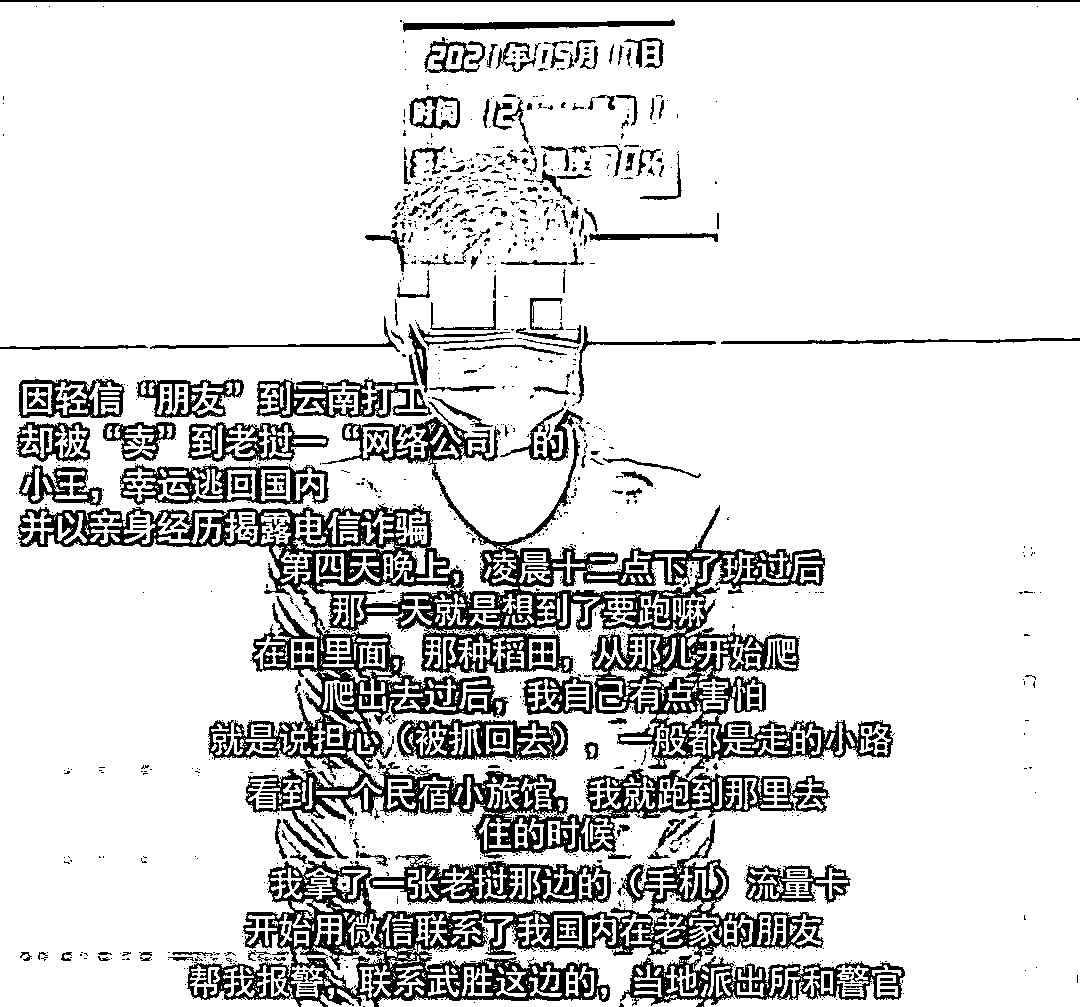 2021年05月17日
时间 12 1
0%
因轻信“朋友”到云南打工
却被“卖”到老挝一“网络公司 的
小王，幸运逃回国内
并以亲身经历揭露电信诈骗
第四天晚上，凌晨十二点下了班过后
那一天就是想到了要跑嘛
在田里面，那种稻田，从那儿开始爬
爬出去过后，我自己有点害怕
就是说担心（被抓回去），一般都是走的小路
看到一个民宿小旅馆，我就跑到那里去
住的时候
我拿了一张老挝那边的（手机）流量卡
开始用微信联系了我国内在老家的朋友
帮我报警，联系武胜这边的，当地派出所和警官